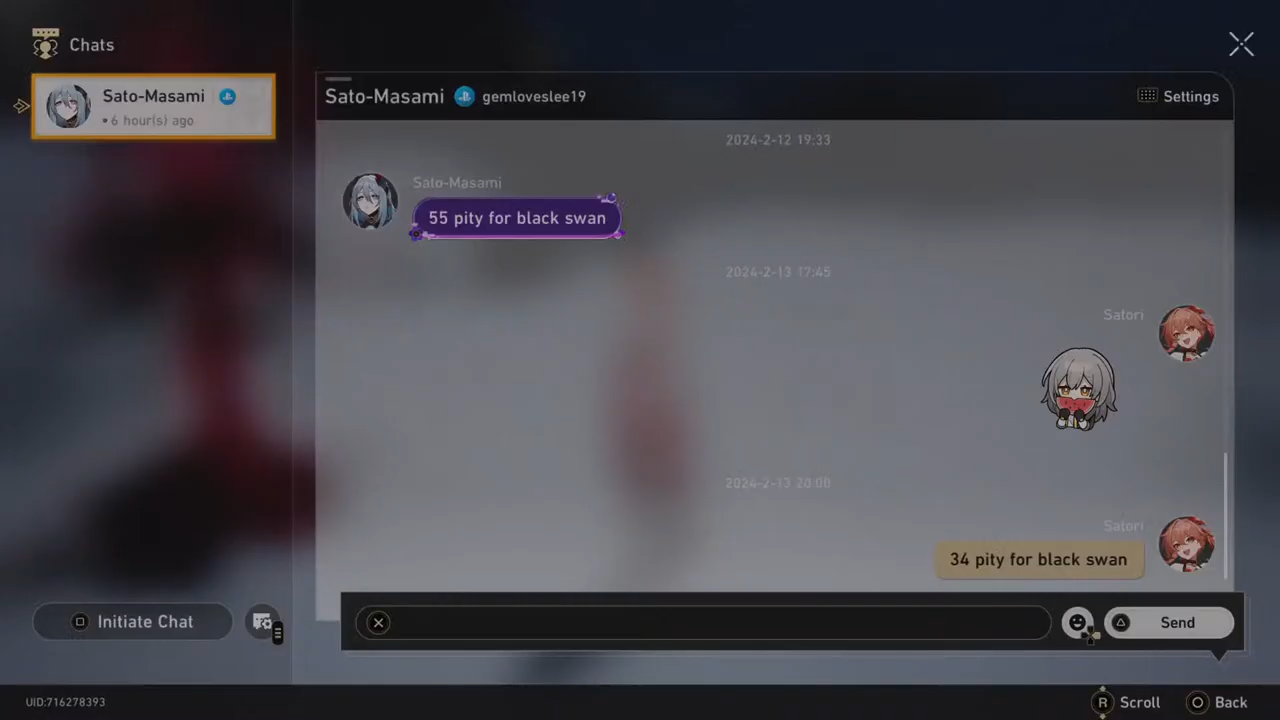 Chats
Sato-Masami
• 6 hour(s) ago
Sato-Masami gemloveslee19
Settings
2024-2-12 19:33
Sato-Masami
55 pity for black swan
2024-2-13 17:45
Satori
2024-2-13 20:00
Satori
34 pity for black swan
Initiate Chat
Send
UID:716278393
R Scroll
Back